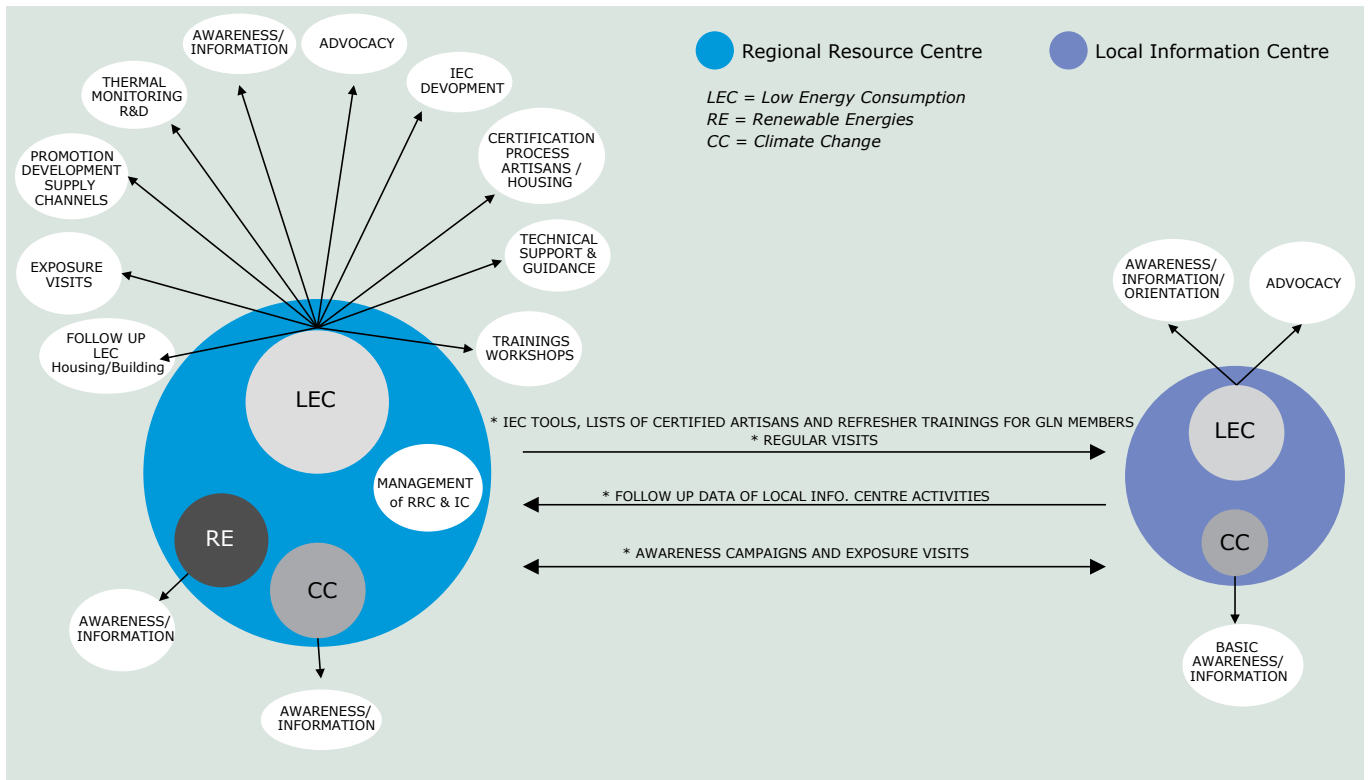 AWARENESS/
INFORMATION
ADVOCACY
IEC
DEVOPMENT
THERMAL
MONITORING
R&D
CERTIFICATION
PROCESS
ARTISANS /
HOUSING
PROMOTION
DEVELOPMENT
SUPPLY
CHANNELS
TECHNICAL
SUPPORT &
GUIDANCE
EXPOSURE
VISITS
TRAININGS
WORKSHOPS
FOLLOW UP
LEC
Housing/Building
LEC
MANAGEMENT
of RRC & IC
RE
CC
AWARENESS/
INFORMATION
AWARENESS/
INFORMATION
Regional Resource Centre
Local Information Centre
LEC = Low Energy Consumption
RE = Renewable Energies
CC = Climate Change
* IEC TOOLS, LISTS OF CERTIFIED ARTISANS AND REFRESHER TRAININGS FOR GLN MEMBERS
* REGULAR VISITS
* FOLLOW UP DATA OF LOCAL INFO. CENTRE ACTIVITIES
* AWARENESS CAMPAIGNS AND EXPOSURE VISITS
AWARENESS/
INFORMATION/
ORIENTATION
ADVOCACY
LEC
CC
BASIC
AWARENESS/
INFORMATION